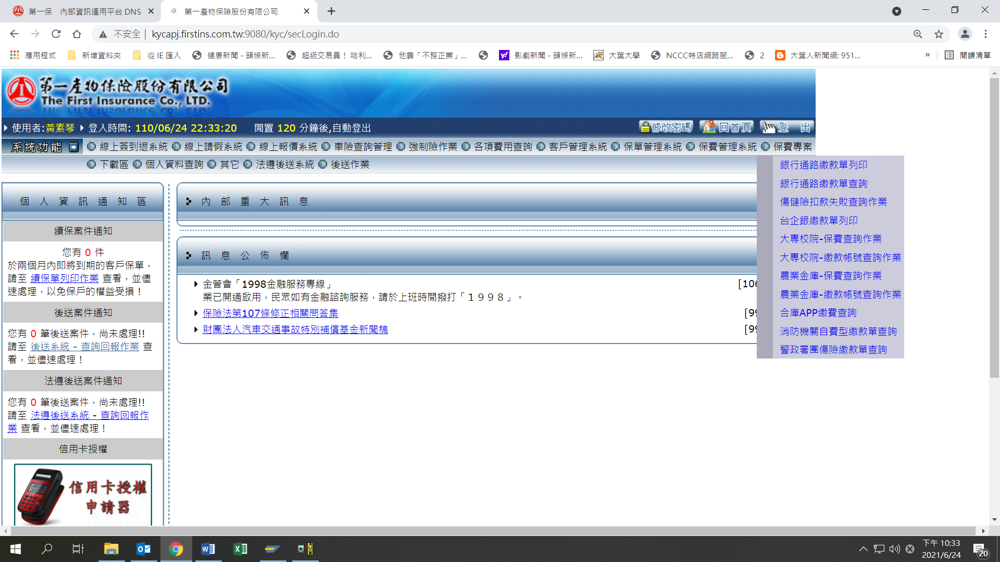 第一保　內部資訊運用平台 DNS
第一產物保險股份有限公司
不安全 | kycapj.firstins.com.tw:9080/kyc/secLogin.do
應用程式 新增資料夾 從 IE 匯入 健康新聞 - 頭條新... 超級交易員！ 哈利... 他靠「不務正業」... 影劇新聞 - 頭條新... 大葉大學 NCCC特店網路服... 2 大葉人新聞網: 951... » 閱讀清單
第一產物保險股份有限公司
The First Insurance Co., LTD.
使用者:黃素琴 登入時間: 110/06/24 22:33:20 閒置 120 分鐘後,自動登出
修改密碼 回首頁 登 出
系統功能 線上簽到退系統 線上請假系統 線上報價系統 車險查詢管理 強制險作業 各項費用查詢 客戶管理系統 保單管理系統 保費管理系統 保費專案
下載區 個人資料查詢 其它 法遵後送系統 後送作業
銀行通路繳款單列印
銀行通路繳款單查詢
傷健險扣款失敗查詢作業
台企銀繳款單列印
大專校院-保費查詢作業
大專校院-繳款帳號查詢作業
農業金庫-保費查詢作業
農業金庫-繳款帳號查詢作業
合庫APP繳費查詢
消防機關自費型繳款單查詢
警政署團傷險繳款單查詢
個 人 資 訊 通 知 區
續保案件通知
您有 0 件
於兩個月內即將到期的客戶保單，
請至 續保單列印作業 查看，並儘
速處理，以免保戶的權益受損！
後送案件通知
您有 0 筆後送案件，尚未處理!!
請至 後送系統 - 查詢回報作業 查
看，並儘速處理！
法遵後送案件通知
您有 0 筆後送案件，尚未處理!!
請至 法遵後送系統 - 查詢回報作
業 查看，並儘速處理！
信用卡授權
信用卡授權
申請器
內 部 重 大 訊 息
訊 息 公 佈 欄
金管會「1998金融服務專線」 [106
業已開通啟用，民眾如有金融諮詢服務，請於上班時間撥打「１９９８」。
保險法第107條修正相關問答集 [99
財團法人汽車交通事故特別補償基金新聞稿 [99
下午 10:33
2021/6/24
20